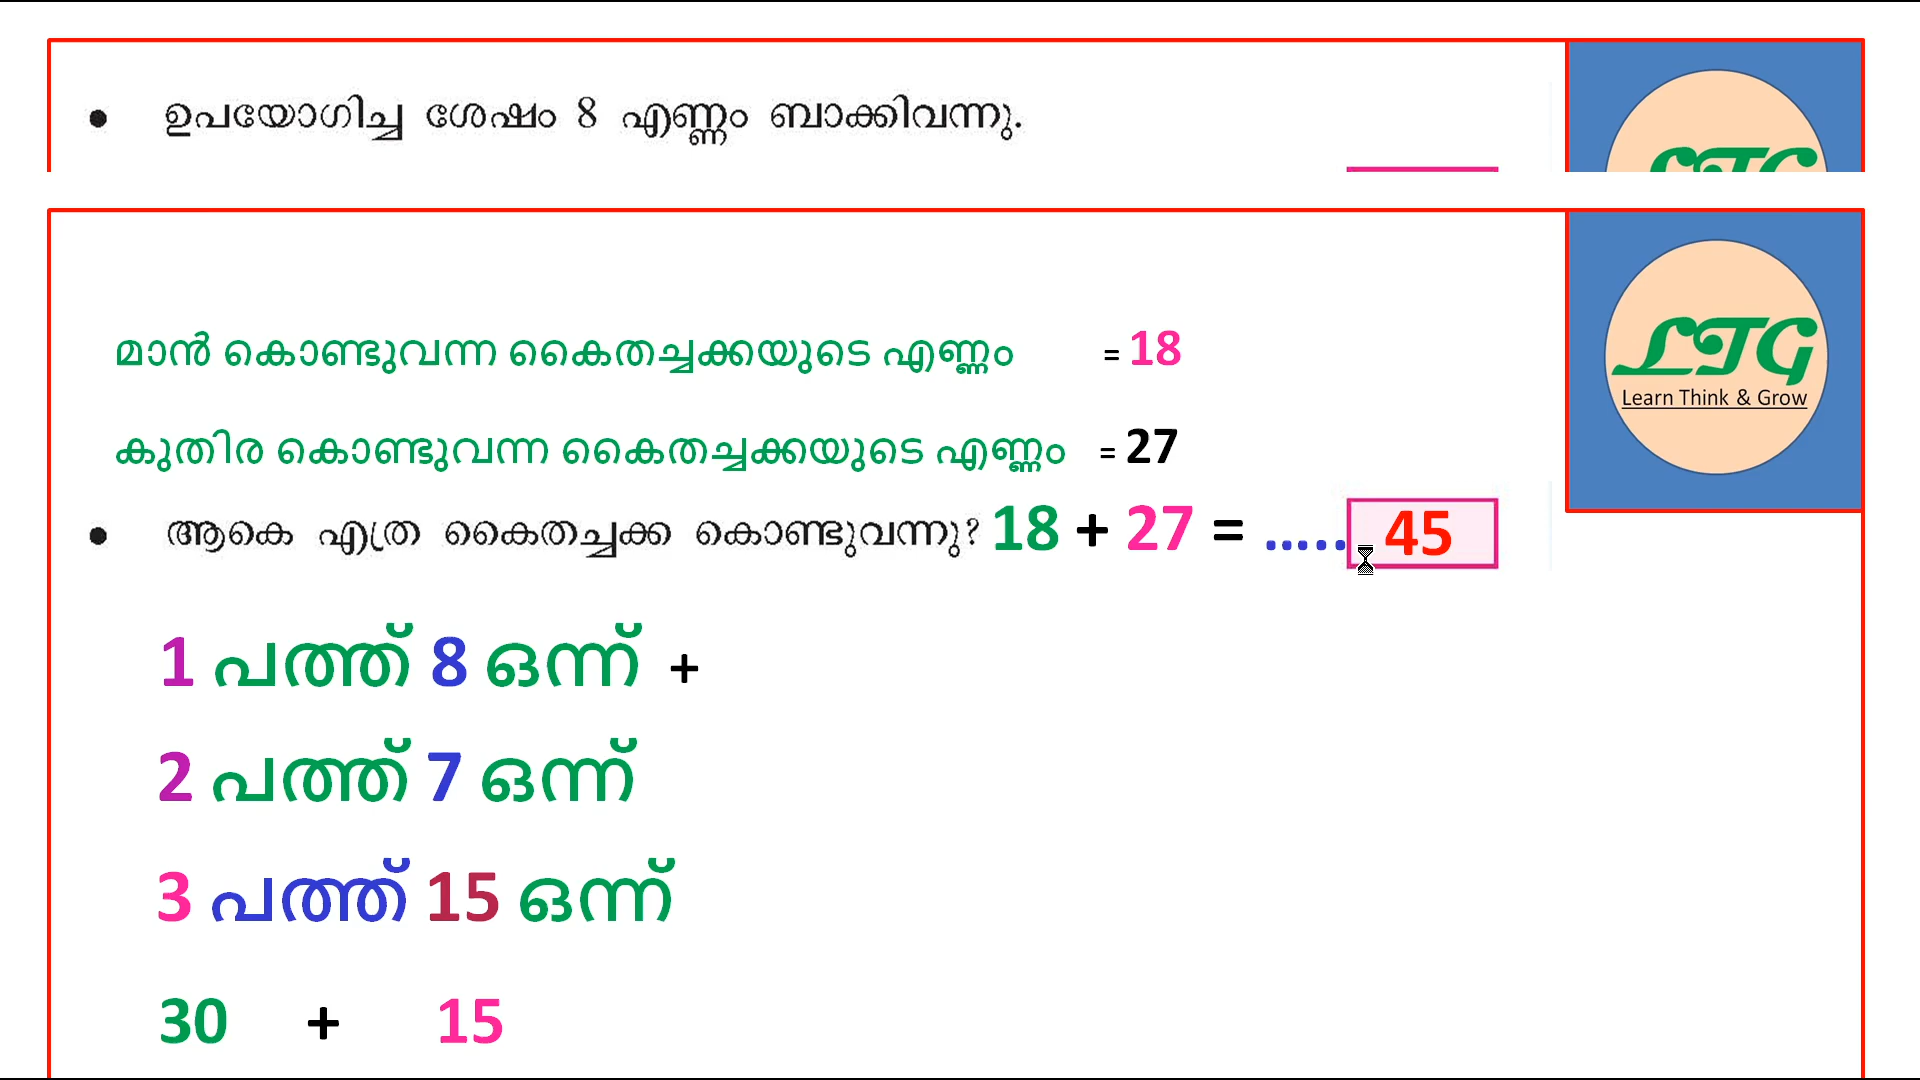 ഉപയോഗിച്ച ശേഷം 8 എണ്ണം ബാക്കിവന്നു.
മാൻ കൊണ്ടുവന്ന കൈതച്ചക്കയുടെ എണ്ണം = 18
LTG
Learn Think & Grow
കുതിര കൊണ്ടുവന്ന കൈതച്ചക്കയുടെ എണ്ണം = 27
ആകെ എത്ര കൈതച്ചക്ക കൊണ്ടുവന്നു? 18 + 27 = ..... 45
1 പത്ത് 8 ഒന്ന് +
2 പത്ത് 7 ഒന്ന്
3 പത്ത് 15 ഒന്ന്
30 + 15